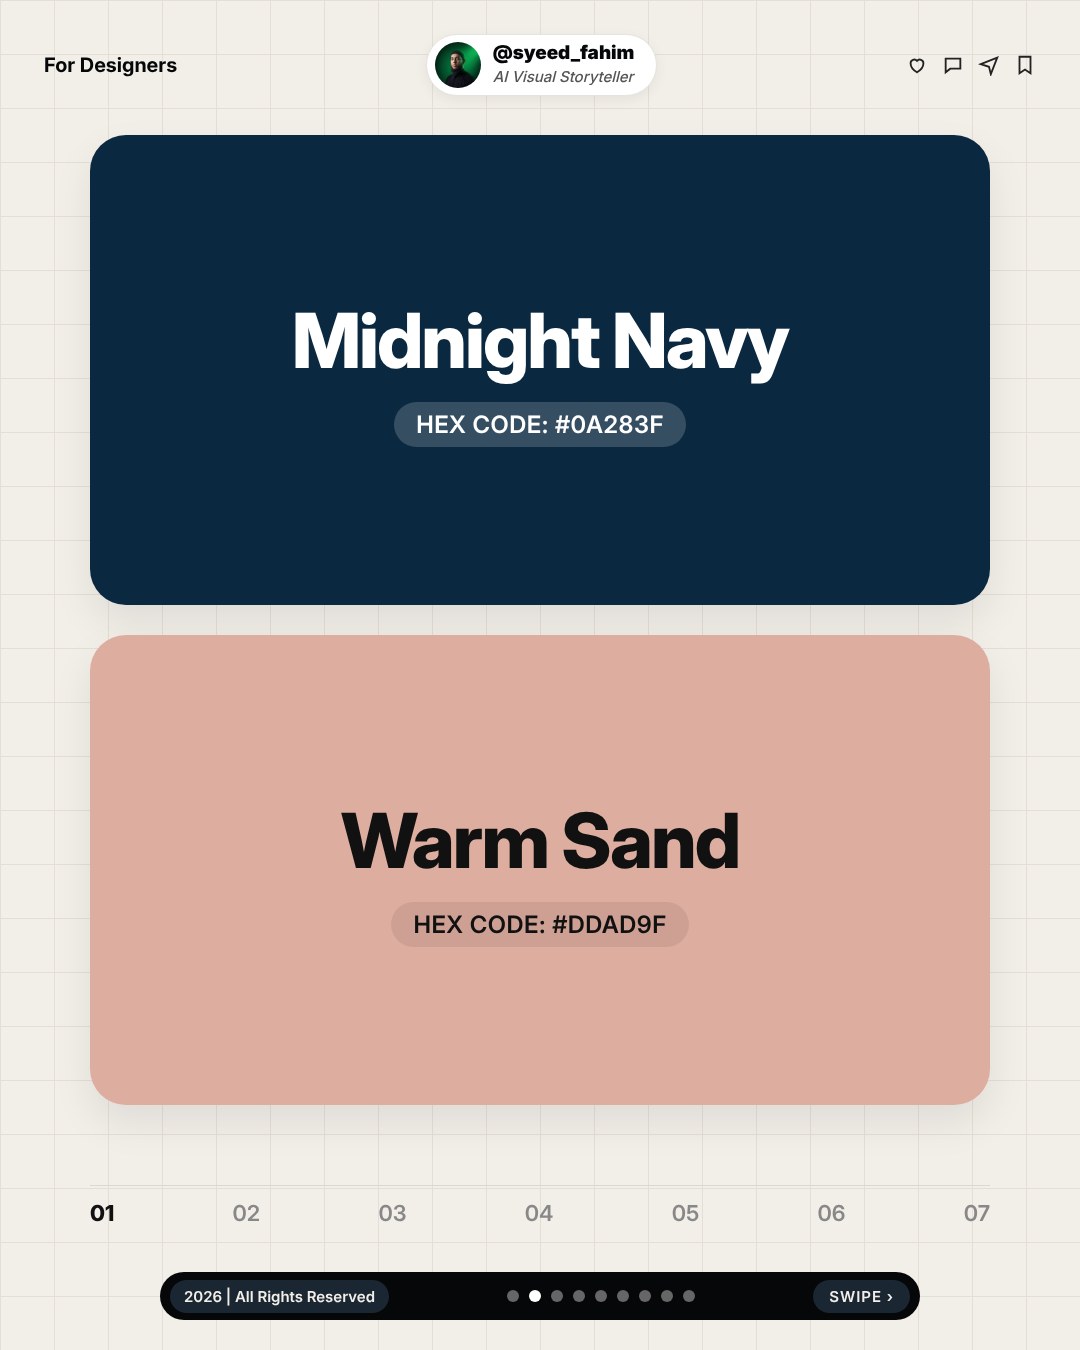 For Designers
@syeed_fahim
AI Visual Storyteller
Midnight Navy
HEX CODE: #0A283F
Warm Sand
HEX CODE: #DDAD9F
01 02 03 04 05 06 07
2026 | All Rights Reserved
SWIPE ›